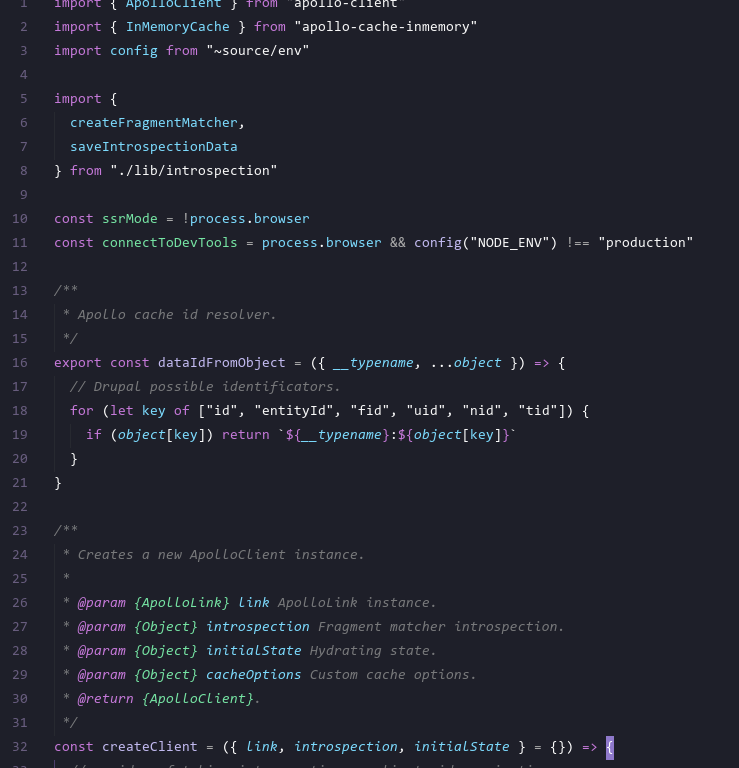 1 import { ApolloClient } from "apollo-client"
2 import { InMemoryCache } from "apollo-cache-inmemory"
3 import config from "~source/env"
4
5 import {
6 createFragmentMatcher,
7 saveIntrospectionData
8 } from "./lib/introspection"
9
10 const ssrMode = !process.browser
11 const connectToDevTools = process.browser && config("NODE_ENV") !== "production"
12
13 /**
14 * Apollo cache id resolver.
15 */
16 export const dataIdFromObject = ({ __typename, ...object }) => {
17 // Drupal possible identificators.
18 for (let key of ["id", "entityId", "fid", "uid", "nid", "tid"]) {
19 if (object[key]) return `${__typename}:${object[key]}`
20 }
21 }
22
23 /**
24 * Creates a new ApolloClient instance.
25 *
26 * @param {ApolloLink} link ApolloLink instance.
27 * @param {Object} introspection Fragment matcher introspection.
28 * @param {Object} initialState Hydrating state.
29 * @param {Object} cacheOptions Custom cache options.
30 * @return {ApolloClient}.
31 */
32 const createClient = ({ link, introspection, initialState } = {}) => {